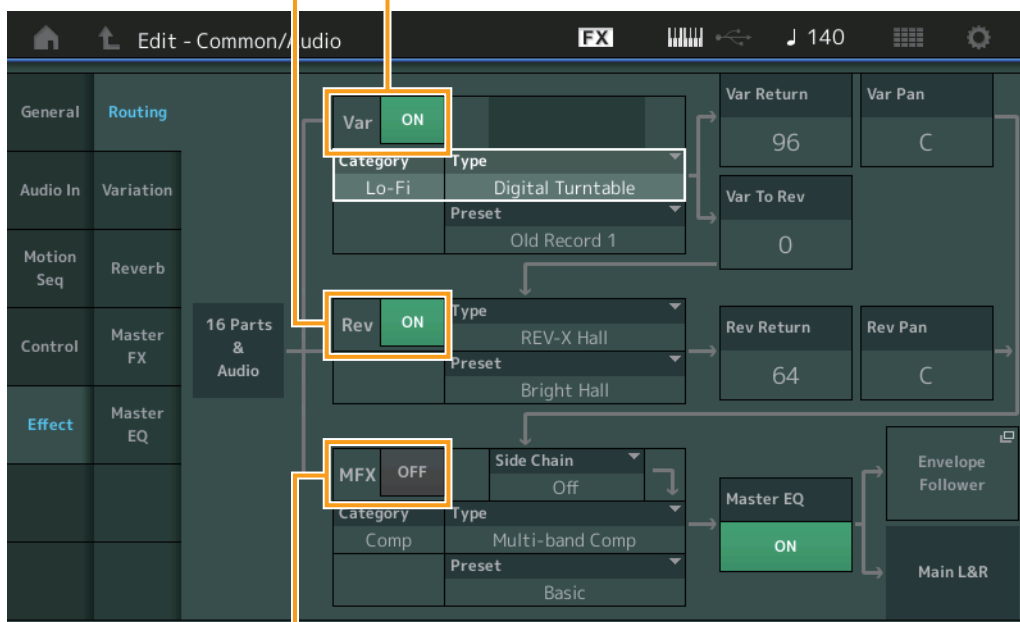 Edit - Common/Audio
FX
140
General
Routing
Audio In
Variation
Motion
Seq
Reverb
Control
Master
FX
Effect
Master
EQ
16 Parts
&
Audio
Var
ON
Category
Type
Lo-Fi
Digital Turntable
Preset
Old Record 1
Var Return
96
Var Pan
C
Var To Rev
0
Rev
ON
Type
REV-X Hall
Preset
Bright Hall
Rev Return
64
Rev Pan
C
MFX
OFF
Side Chain
Off
Category
Type
Comp
Multi-band Comp
Preset
Basic
Master EQ
ON
Envelope
Follower
Main L&R